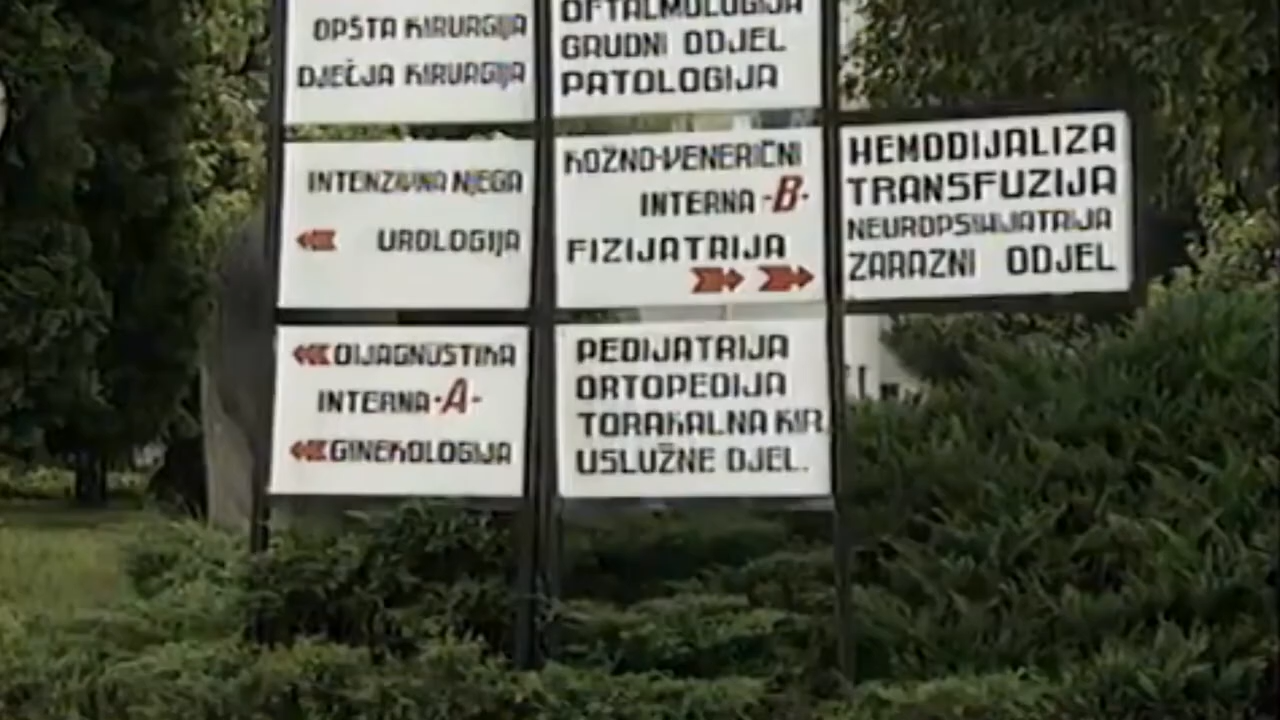 OPŠTA KIRURGIJA
DJEČJA KIRURGIJA
OFTALMOLOGIJA
GRUDNI ODJEL
PATOLOGIJA
INTENZIVNA NJEGA
UROLOGIJA
KOŽNO-VENERIČNI
INTERNA -B-
FIZIJATRIJA
HEMODIJALIZA
TRANSFUZIJA
NEUROPSIHIJATRIJA
ZARAZNI ODJEL
DIJAGNOSTIKA
INTERNA -A-
GINEKOLOGIJA
PEDIJATRIJA
ORTOPEDIJA
TORAKALNA KIR.
USLUŽNE DJEL.